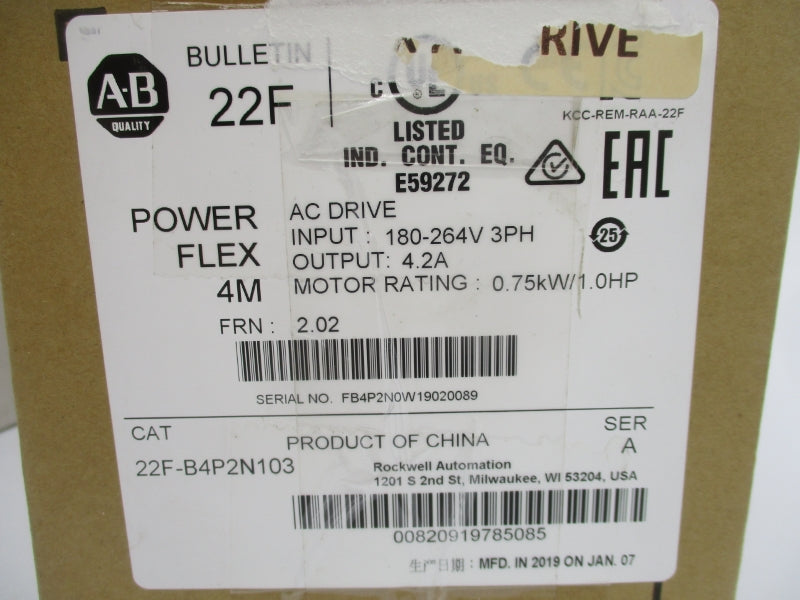 RIVE
A-B
QUALITY
BULLETIN
22F
C UL
LISTED
IND. CONT. EQ.
E59272
KCC-REM-RAA-22F
EAC
25
POWER
FLEX
4M
AC DRIVE
INPUT : 180-264V 3PH
OUTPUT: 4.2A
MOTOR RATING : 0.75kW/1.0HP
FRN : 2.02
SERIAL NO. FB4P2N0W19020089
CAT
PRODUCT OF CHINA
SER
A
22F-B4P2N103
Rockwell Automation
1201 S 2nd St, Milwaukee, WI 53204, USA
00820919785085
生产日期 : MFD. IN 2019 ON JAN. 07